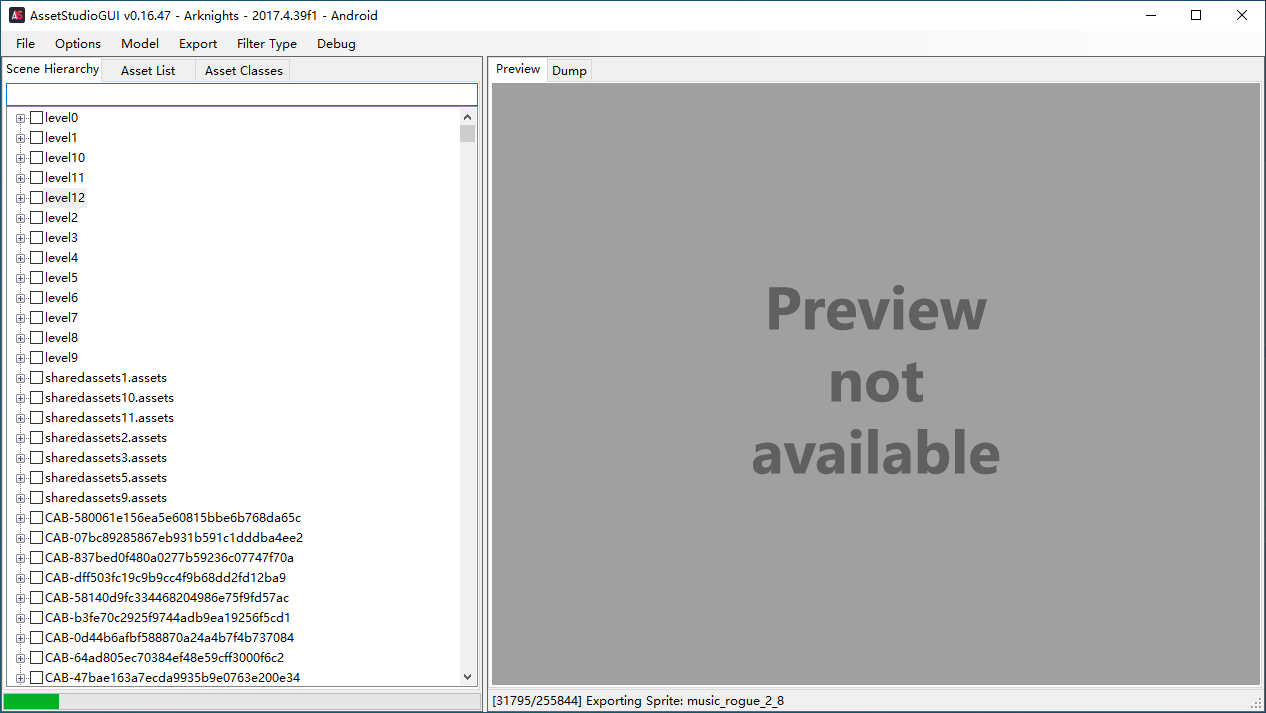 AssetStudioGUI v0.16.47 - Arknights - 2017.4.39f1 - Android
File Options Model Export Filter Type Debug
Scene Hierarchy Asset List Asset Classes
Preview Dump
level0
level1
level10
level11
level12
level2
level3
level4
level5
level6
level7
level8
level9
sharedassets1.assets
sharedassets10.assets
sharedassets11.assets
sharedassets2.assets
sharedassets3.assets
sharedassets5.assets
sharedassets9.assets
CAB-580061e156ea5e60815bbe6b768da65c
CAB-07bc89285867eb931b591c1dddba4ee2
CAB-837bed0f480a0277b59236c07747f70a
CAB-dff503fc19c9b9cc4f9b68dd2fd12ba9
CAB-58140d9fc334468204986e75f9fd57ac
CAB-b3fe70c2925f9744adb9ea19256f5cd1
CAB-0d44b6afbf588870a24a4b7f4b737084
CAB-64ad805ec70384ef48e59cff3000f6c2
CAB-47bae163a7ecda9935b9e0763e200e34
Preview
not
available
[31795/255844] Exporting Sprite: music_rogue_2_8